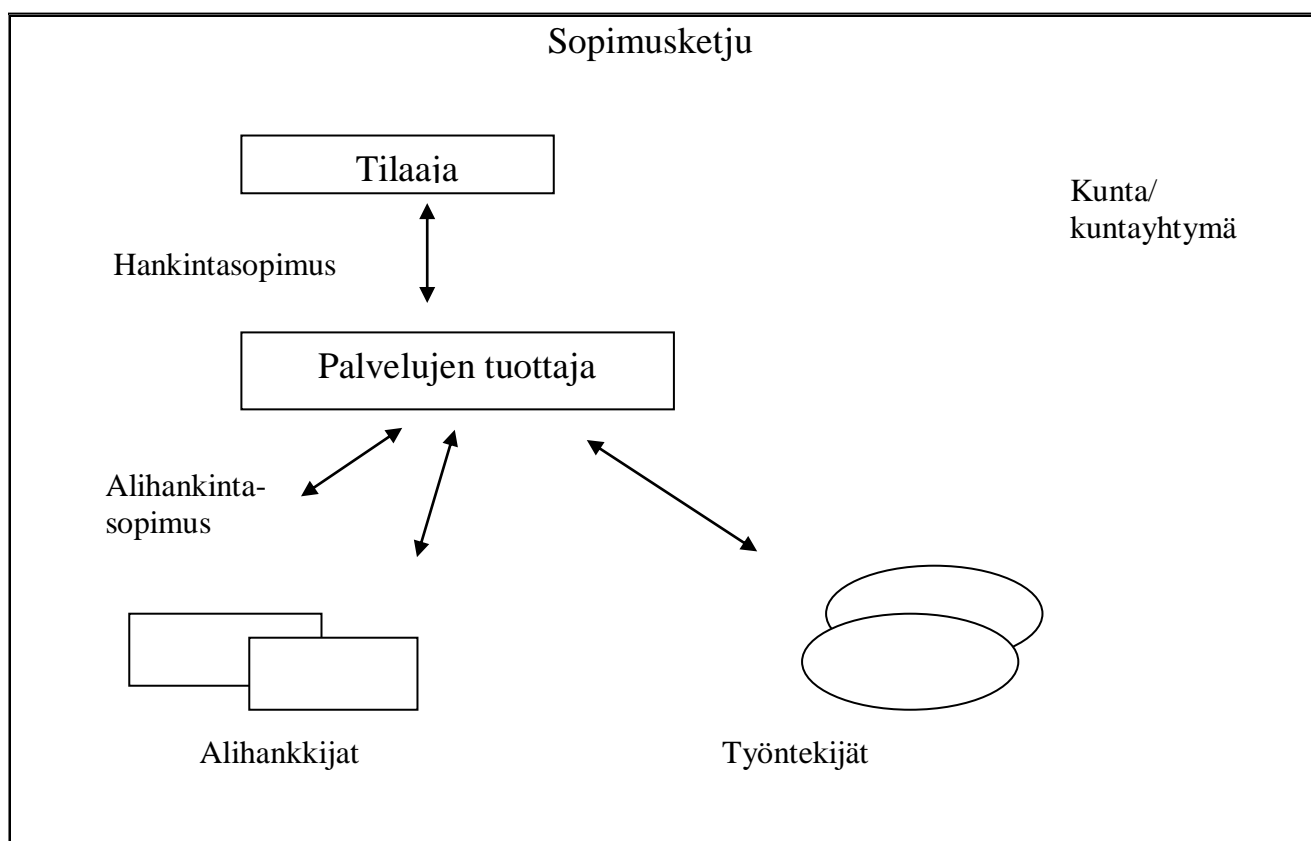 Sopimusketju
Tilaaja
Kunta/
kuntayhtymä
Hankintasopimus
Palvelujen tuottaja
Alihankinta-
sopimus
Alihankkijat
Työntekijät